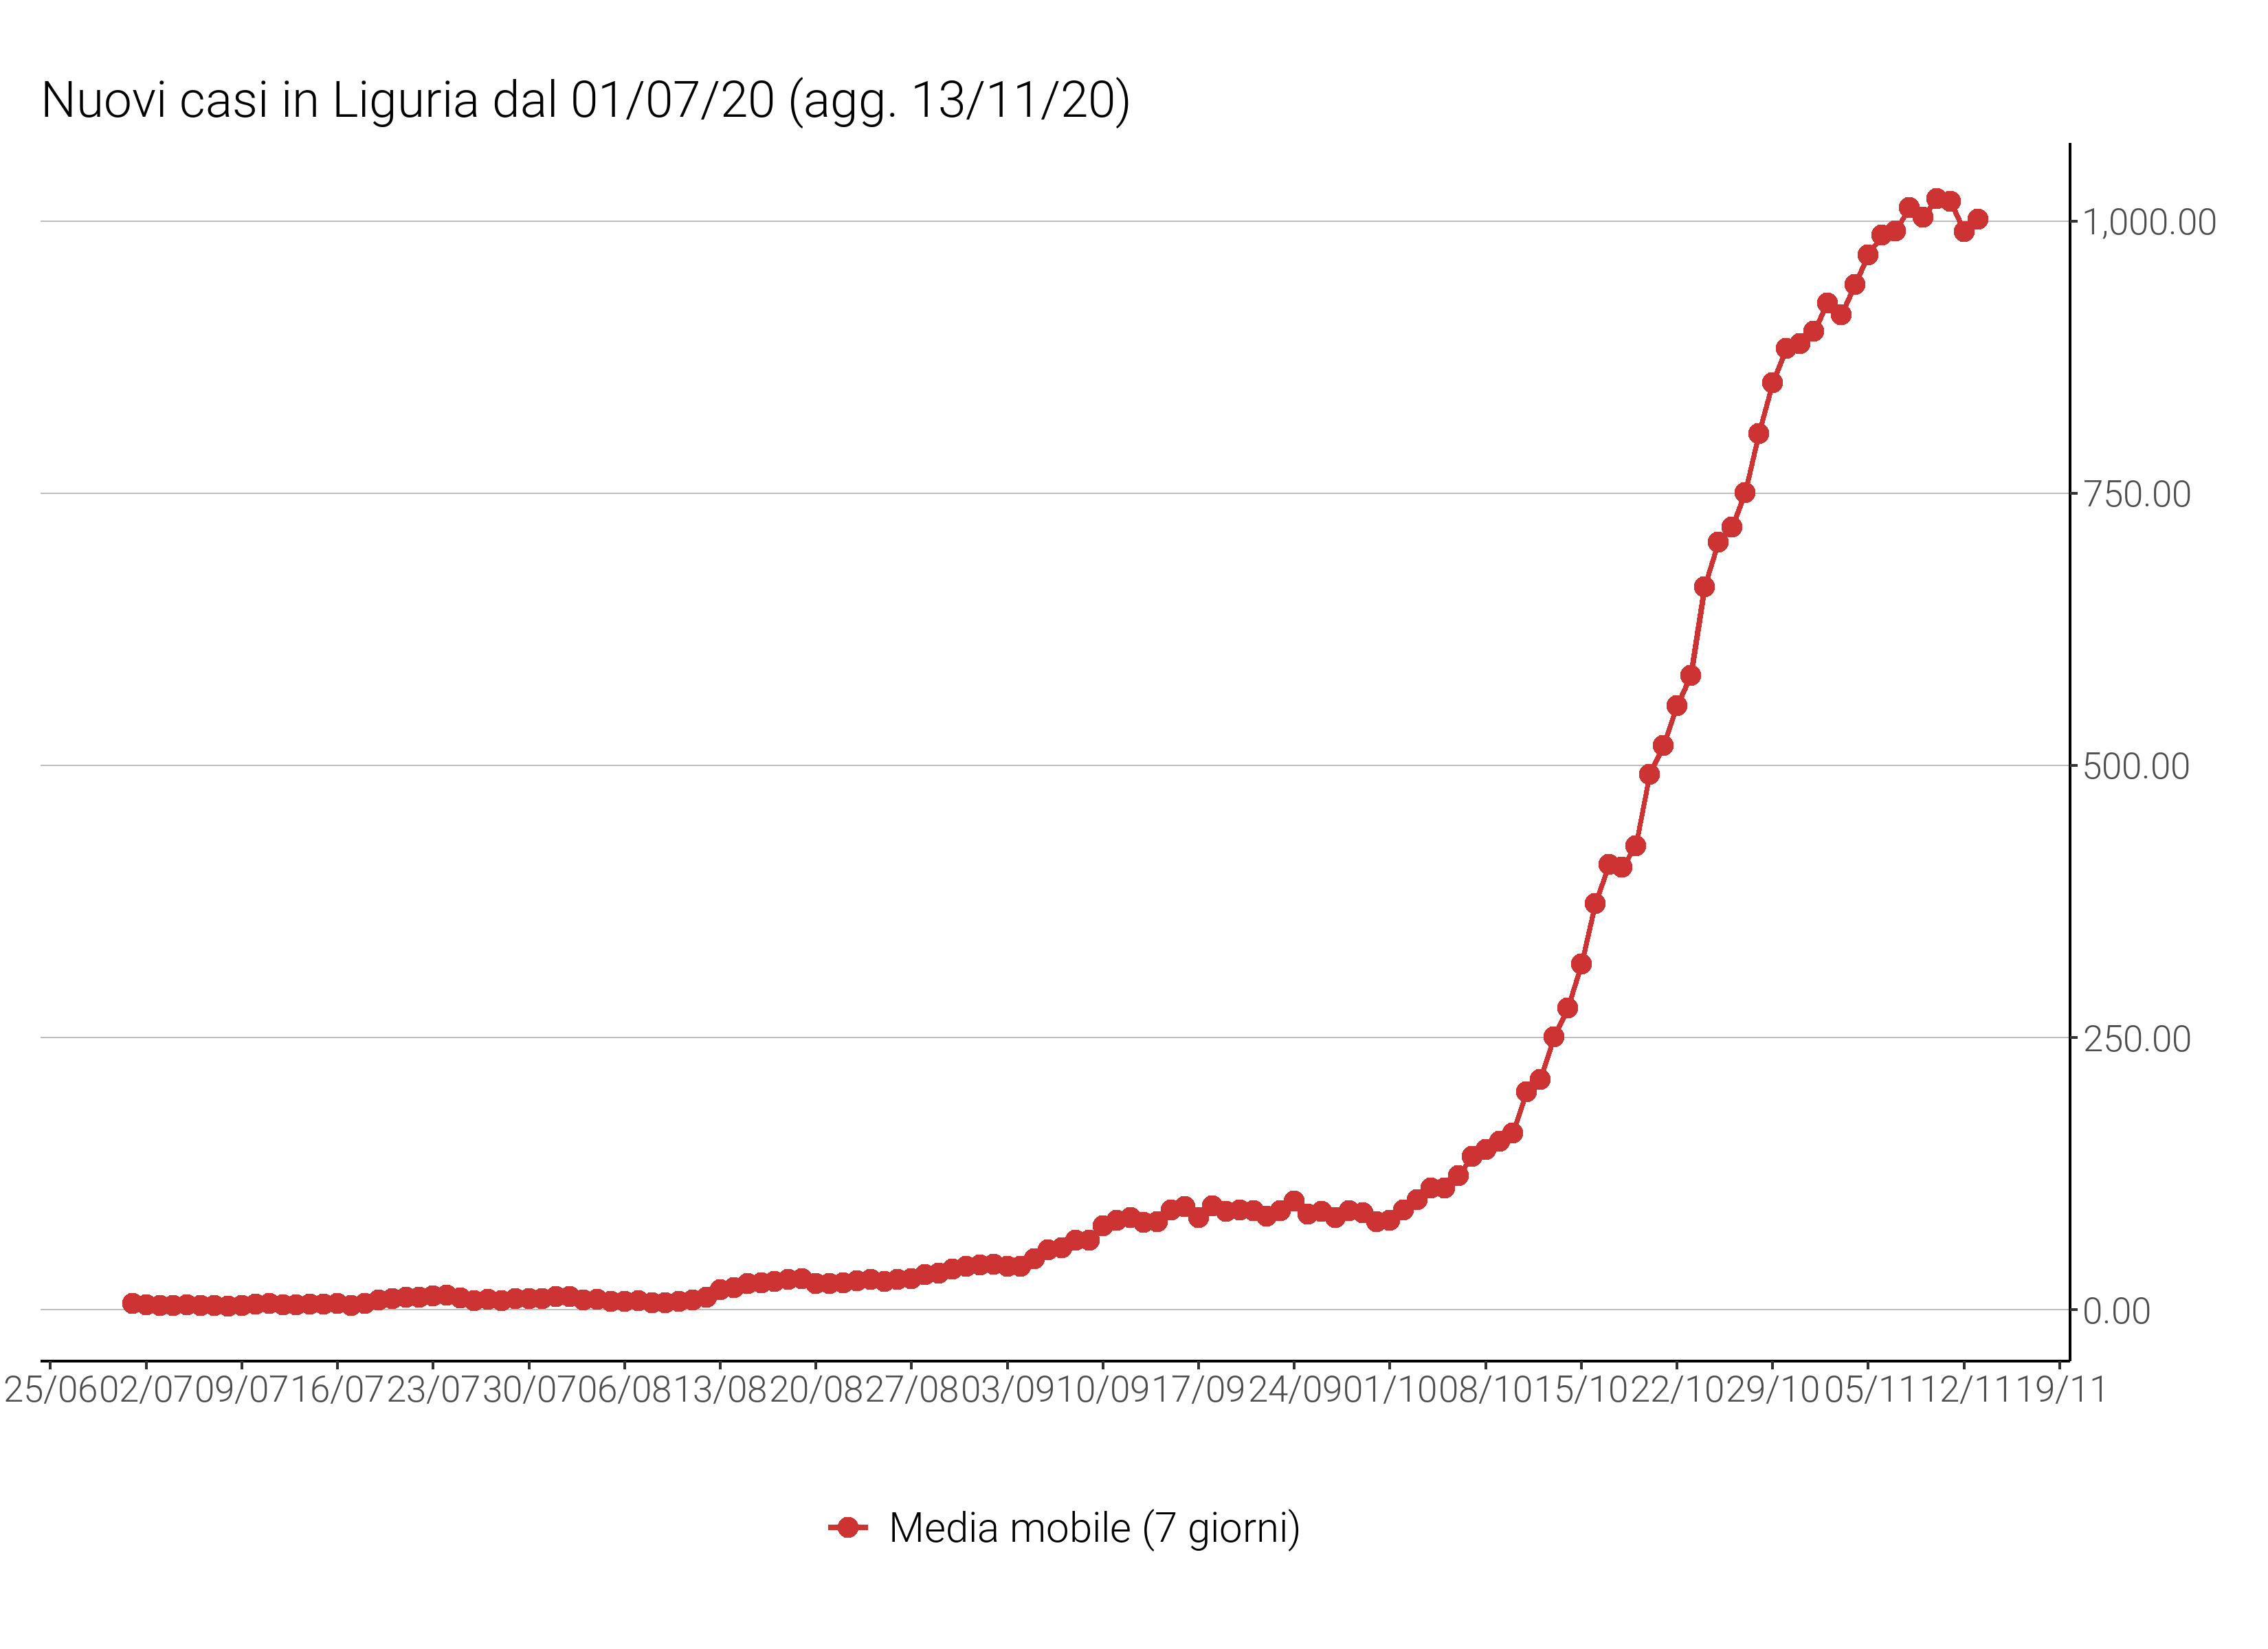 Nuovi casi in Liguria dal 01/07/20 (agg. 13/11/20)
1,000.00
750.00
500.00
250.00
0.00
25/06 02/07 09/07 16/07 23/07 30/07 06/08 13/08 20/08 27/08 03/09 10/09 17/09 24/09 01/10 08/10 15/10 22/10 29/10 05/11 12/11 19/11
Media mobile (7 giorni)